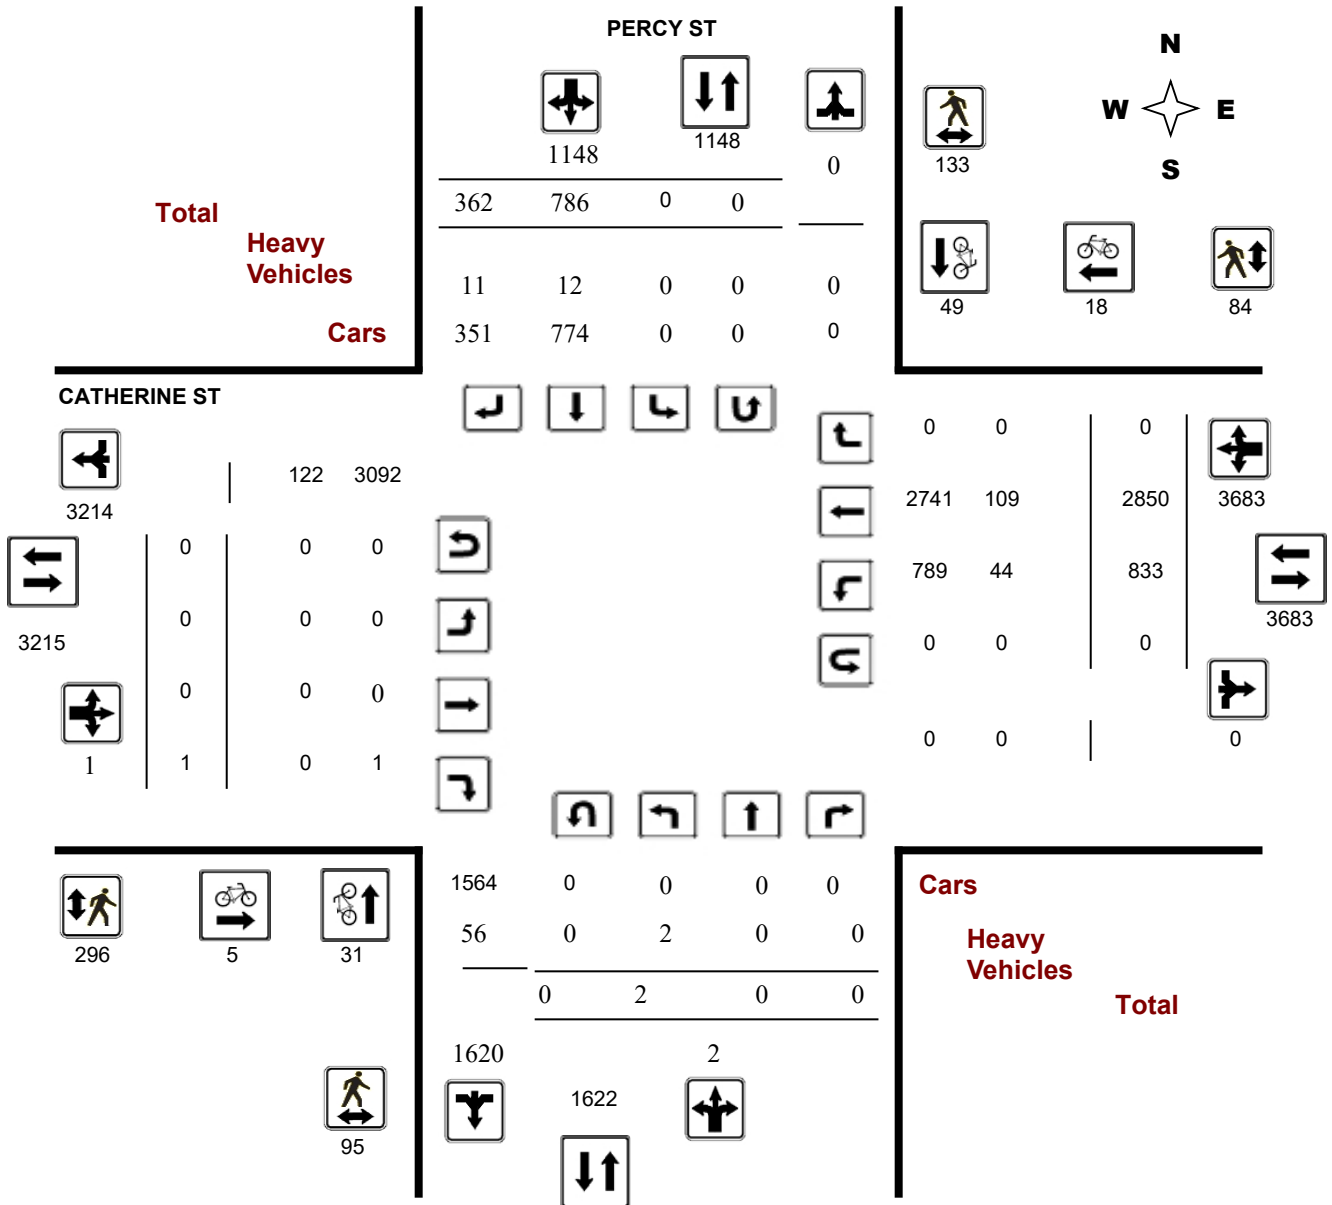 PERCY ST
N
W E
S
1148
1148
0
133
362 786 0 0
Total
Heavy
Vehicles
11 12 0 0 0
49 18 84
Cars
351 774 0 0 0
CATHERINE ST
0 0 0
122 3092
2741 109 2850 3683
3214
0 0 0
789 44 833
3683
0 0 0
3215
0 0 0
0 0 0
0 0 0
1 1 0 1
1564 0 0 0 0
Cars
56 0 2 0 0
Heavy
Vehicles
296 5 31
0 2 0 0
Total
1620 2
1622
95